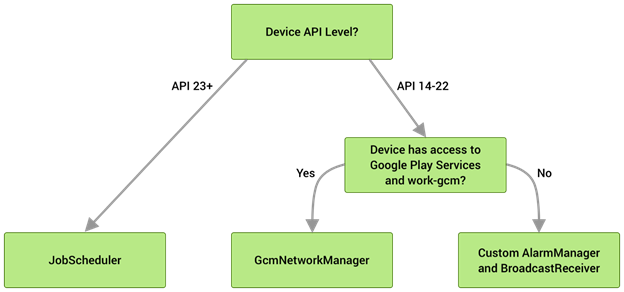 Device API Level?
API 23+
API 14-22
Device has access to
Google Play Services
and work-gcm?
Yes
No
JobScheduler
GcmNetworkManager
Custom AlarmManager
and BroadcastReceiver